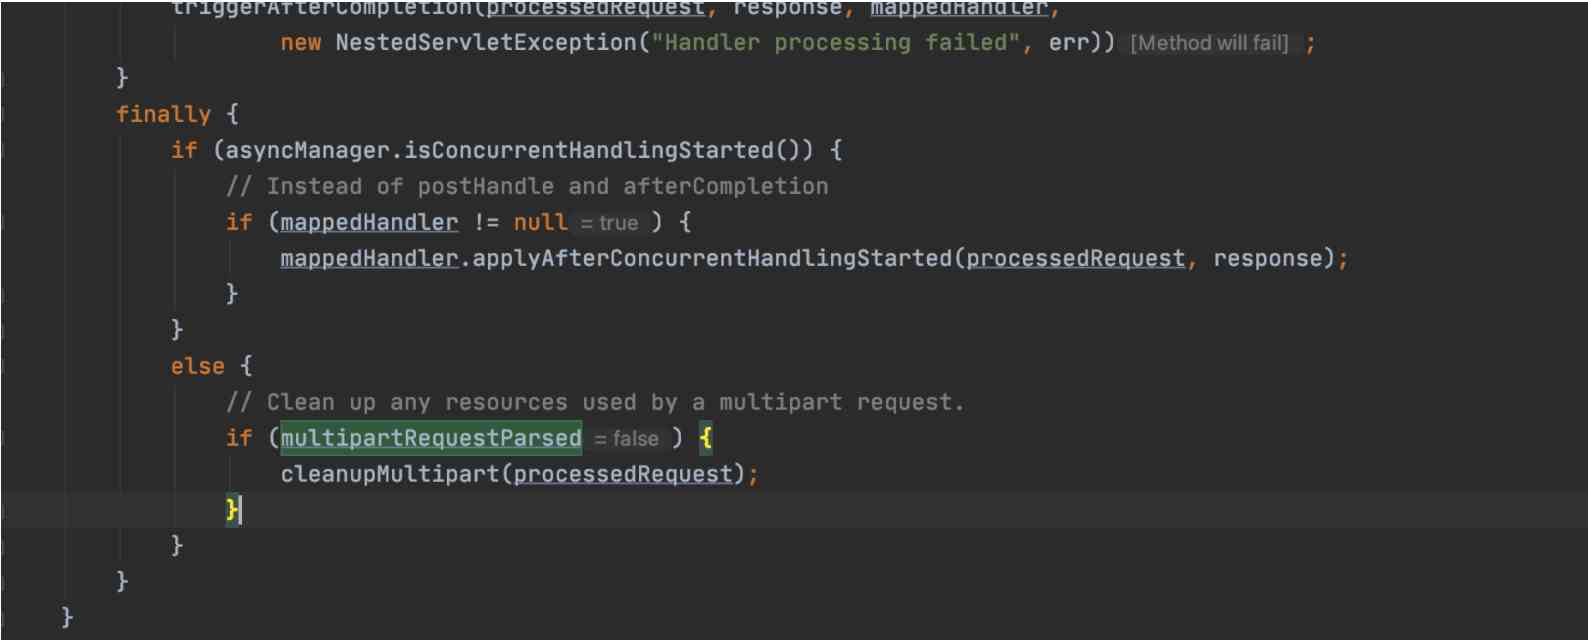 triggerAfterCompletion(processedRequest, response, mappedHandler,
new NestedServletException("Handler processing failed", err)) [Method will fail] ;
}
finally {
if (asyncManager.isConcurrentHandlingStarted()) {
// Instead of postHandle and afterCompletion
if (mappedHandler != null = true ) {
mappedHandler.applyAfterConcurrentHandlingStarted(processedRequest, response);
}
}
else {
// Clean up any resources used by a multipart request.
if (multipartRequestParsed = false ) {
cleanupMultipart(processedRequest);
}
}
}
}